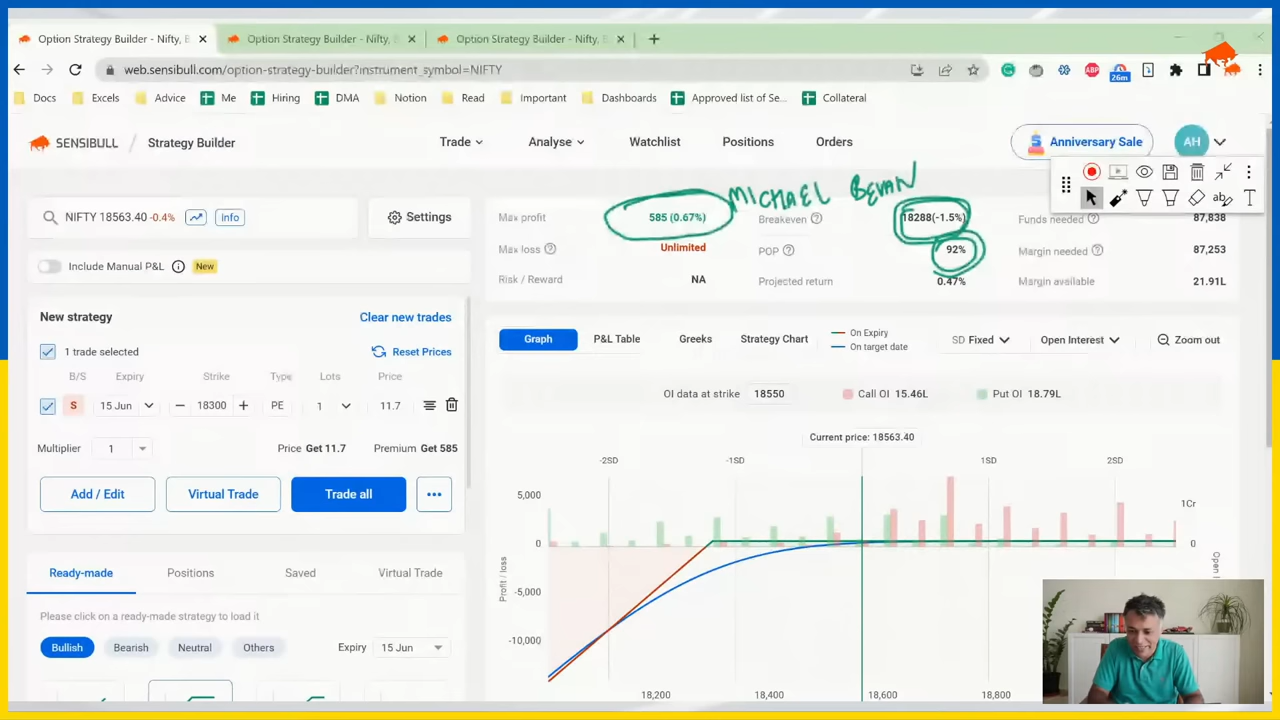 Option Strategy Builder - Nifty, B × Option Strategy Builder - Nifty, B × Option Strategy Builder - Nifty, B × +
web.sensibull.com/option-strategy-builder?instrument_symbol=NIFTY ABP 26m
Docs Excels Advice Me Hiring DMA Notion Read Important Dashboards Approved list of Se... Collateral
SENSIBULL / Strategy Builder Trade Analyse Watchlist Positions Orders Anniversary Sale AH
MICHAEL BEVAN
NIFTY 18563.40 -0.4% Info Settings
Max profit 585 (0.67%) Breakeven 18288(-1.5%) Funds needed 87,838
Max loss Unlimited POP 92% Margin needed 87,253
Risk / Reward NA Projected return 0.47% Margin available 21.91L
Include Manual P&L New
New strategy Clear new trades
1 trade selected Reset Prices
B/S Expiry Strike Type Lots Price
S 15 Jun − 18300 + PE 1 11.7
Multiplier 1 Price Get 11.7 Premium Get 585
Add / Edit Virtual Trade Trade all
Ready-made Positions Saved Virtual Trade
Please click on a ready-made strategy to load it
Bullish Bearish Neutral Others Expiry 15 Jun
Graph P&L Table Greeks Strategy Chart On Expiry On target date SD Fixed Open Interest Zoom out
OI data at strike 18550 Call OI 15.46L Put OI 18.79L
Current price: 18563.40
-2SD -1SD 1SD 2SD
5,000 1Cr
0 0
-5,000
-10,000
Profit / loss
18,200 18,400 18,600 18,800